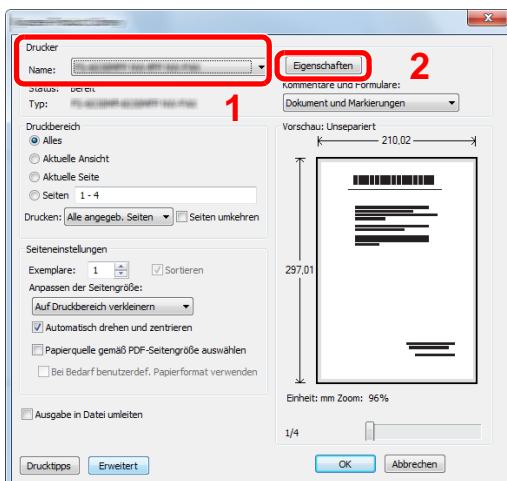 Drucker
Name:
1
Eigenschaften
2
Status: Bereit
Typ:
Kommentare und Formulare:
Dokument und Markierungen
Druckbereich
Alles
Aktuelle Ansicht
Aktuelle Seite
Seiten 1 - 4
Drucken: Alle angegeb. Seiten Seiten umkehren
Seiteneinstellungen
Exemplare: 1 Sortieren
Anpassen der Seitengröße:
Auf Druckbereich verkleinern
Automatisch drehen und zentrieren
Papierquelle gemäß PDF-Seitengröße auswählen
Bei Bedarf benutzerdef. Papierformat verwenden
Ausgabe in Datei umleiten
Drucktipps Erweitert
Vorschau: Unsepariert
210,02
297,01
Einheit: mm Zoom: 96%
1/4
OK Abbrechen